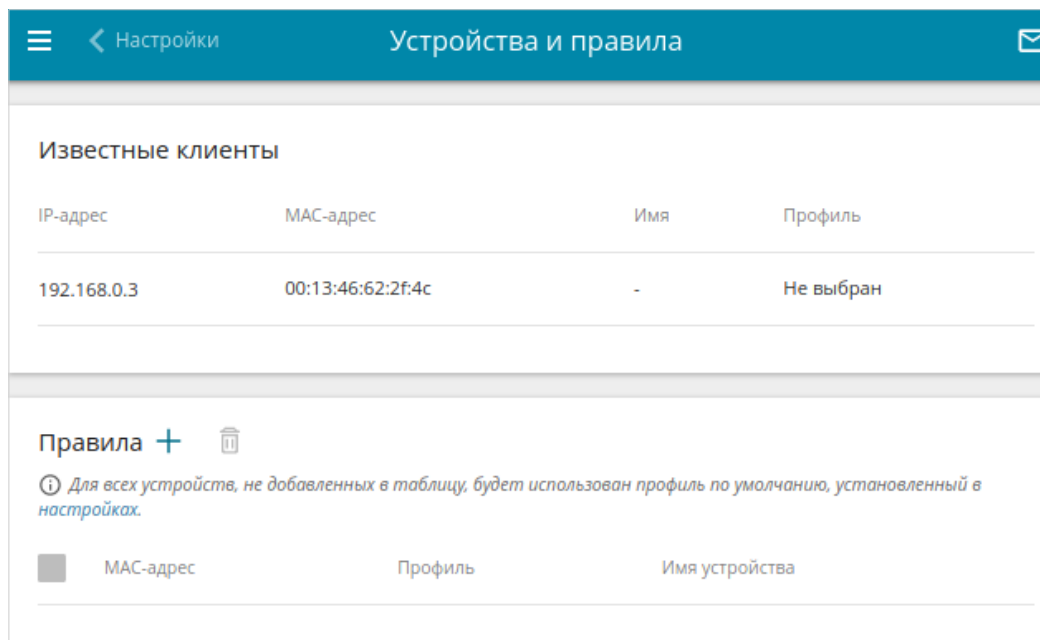 Настройки
Устройства и правила
Известные клиенты
IP-адрес MAC-адрес Имя Профиль
192.168.0.3 00:13:46:62:2f:4c - Не выбран
Правила
Для всех устройств, не добавленных в таблицу, будет использован профиль по умолчанию, установленный в
настройках.
MAC-адрес Профиль Имя устройства